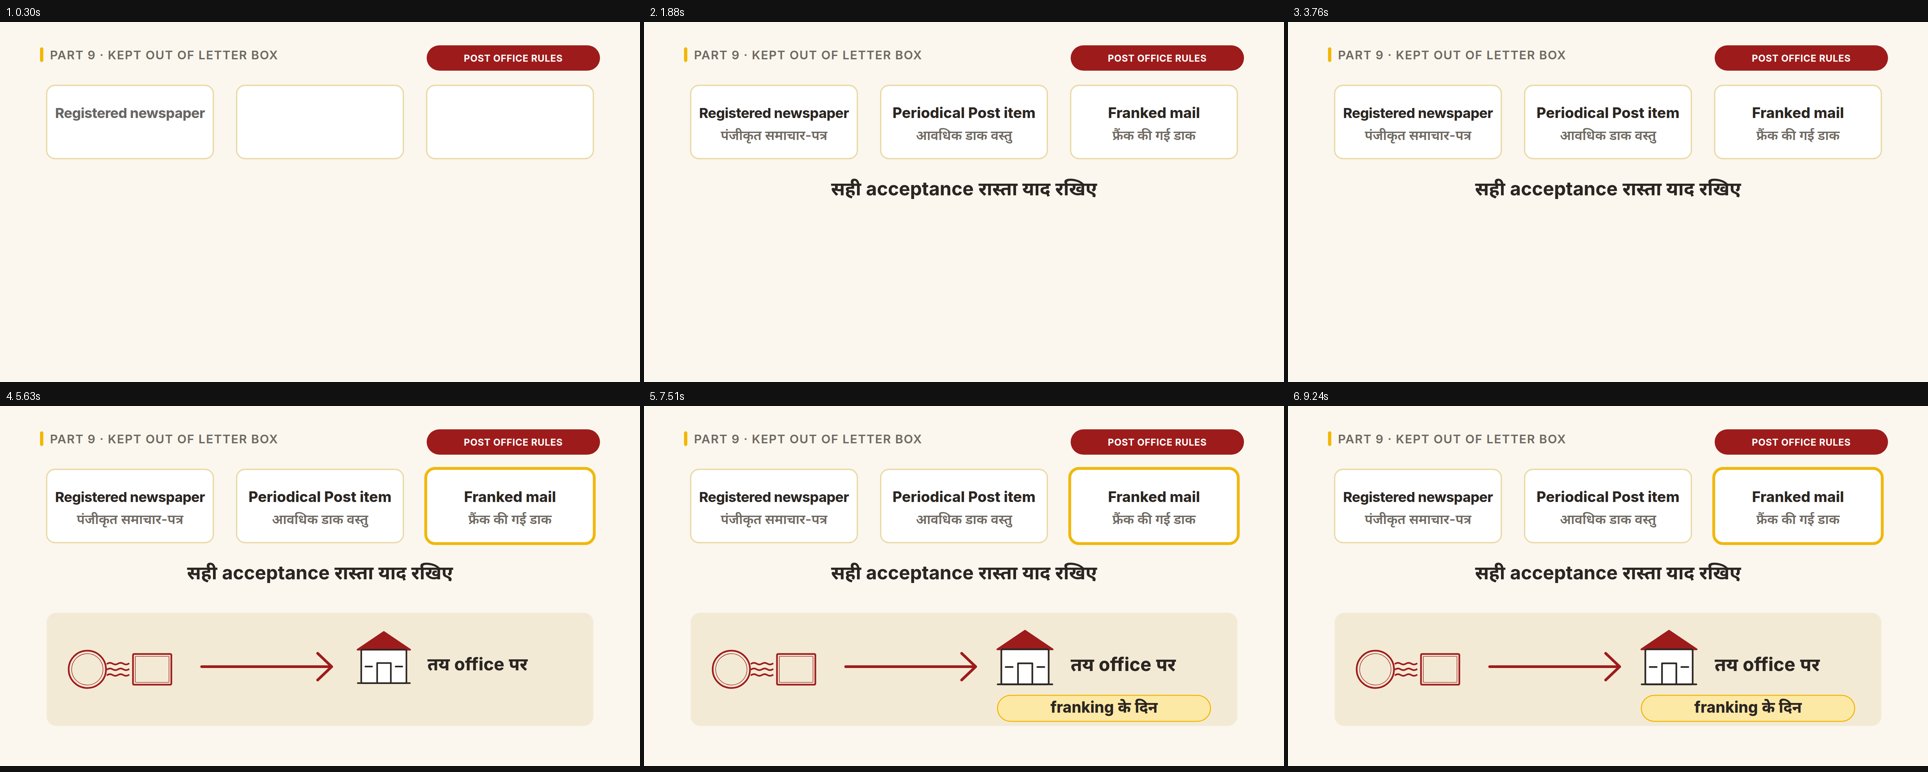 1. 0.30s
PART 9 · KEPT OUT OF LETTER BOX
POST OFFICE RULES
Registered newspaper
2. 1.88s
PART 9 · KEPT OUT OF LETTER BOX
POST OFFICE RULES
Registered newspaper
पंजीकृत समाचार-पत्र
Periodical Post item
आवधिक डाक वस्तु
Franked mail
फ्रैंक की गई डाक
सही acceptance रास्ता याद रखिए
3. 3.76s
PART 9 · KEPT OUT OF LETTER BOX
POST OFFICE RULES
Registered newspaper
पंजीकृत समाचार-पत्र
Periodical Post item
आवधिक डाक वस्तु
Franked mail
फ्रैंक की गई डाक
सही acceptance रास्ता याद रखिए
4. 5.63s
PART 9 · KEPT OUT OF LETTER BOX
POST OFFICE RULES
Registered newspaper
पंजीकृत समाचार-पत्र
Periodical Post item
आवधिक डाक वस्तु
Franked mail
फ्रैंक की गई डाक
सही acceptance रास्ता याद रखिए
तय office पर
5. 7.51s
PART 9 · KEPT OUT OF LETTER BOX
POST OFFICE RULES
Registered newspaper
पंजीकृत समाचार-पत्र
Periodical Post item
आवधिक डाक वस्तु
Franked mail
फ्रैंक की गई डाक
सही acceptance रास्ता याद रखिए
तय office पर
franking के दिन
6. 9.24s
PART 9 · KEPT OUT OF LETTER BOX
POST OFFICE RULES
Registered newspaper
पंजीकृत समाचार-पत्र
Periodical Post item
आवधिक डाक वस्तु
Franked mail
फ्रैंक की गई डाक
सही acceptance रास्ता याद रखिए
तय office पर
franking के दिन